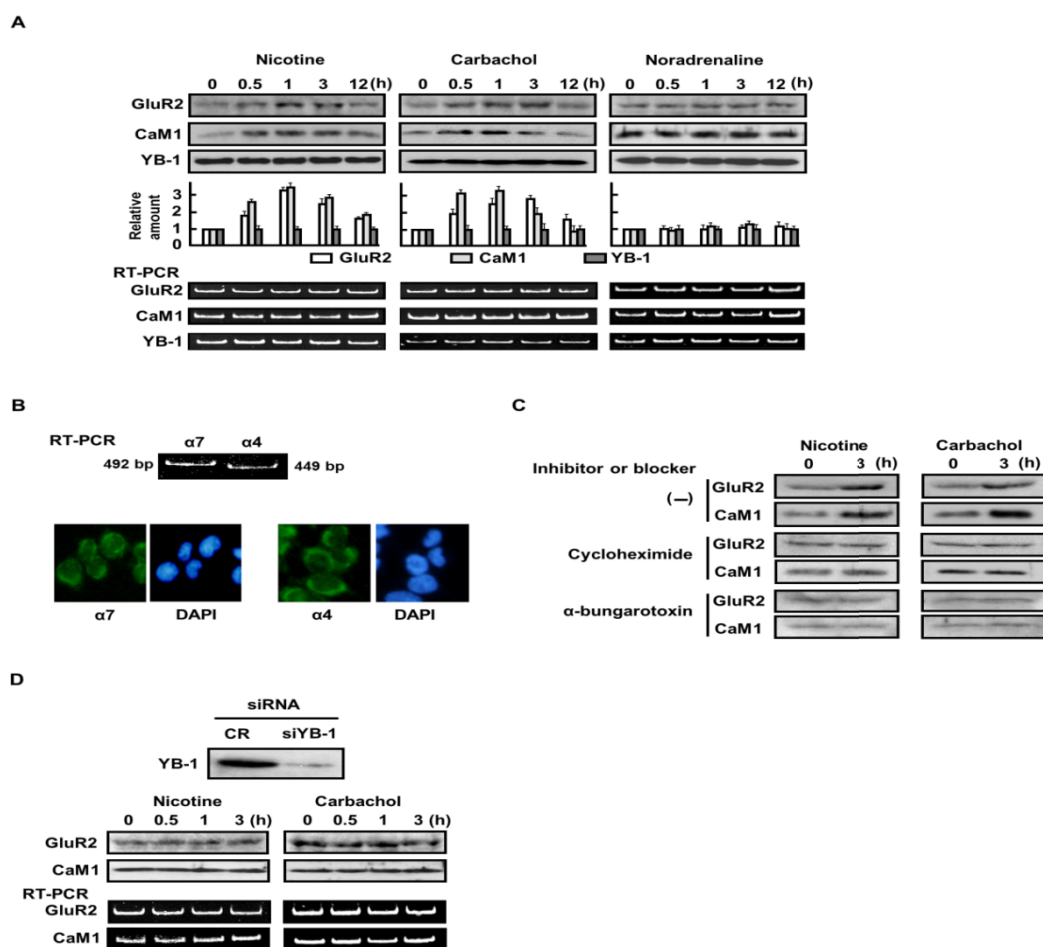 A
Nicotine Carbachol Noradrenaline
0 0.5 1 3 12 (h) 0 0.5 1 3 12 (h) 0 0.5 1 3 12 (h)
GluR2
CaM1
YB-1
Relative amount
3
2
1
0
GluR2 CaM1 YB-1
RT-PCR
GluR2
CaM1
YB-1
B
RT-PCR α7 α4
492 bp 449 bp
α7 DAPI α4 DAPI
C
Nicotine Carbachol
Inhibitor or blocker 0 3 (h) 0 3 (h)
(—) GluR2
CaM1
Cycloheximide GluR2
CaM1
α-bungarotoxin GluR2
CaM1
D
siRNA
CR siYB-1
YB-1
Nicotine Carbachol
0 0.5 1 3 (h) 0 0.5 1 3 (h)
GluR2
CaM1
RT-PCR
GluR2
CaM1